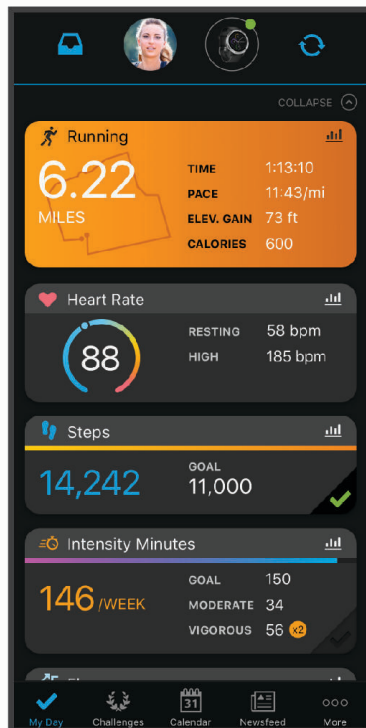 COLLAPSE
Running
6.22
MILES
TIME 1:13:10
PACE 11:43/mi
ELEV. GAIN 73 ft
CALORIES 600
Heart Rate
88
RESTING 58 bpm
HIGH 185 bpm
Steps
14,242
GOAL
11,000
Intensity Minutes
146 /WEEK
GOAL 150
MODERATE 34
VIGOROUS 56 x2
31
My Day Challenges Calendar Newsfeed More